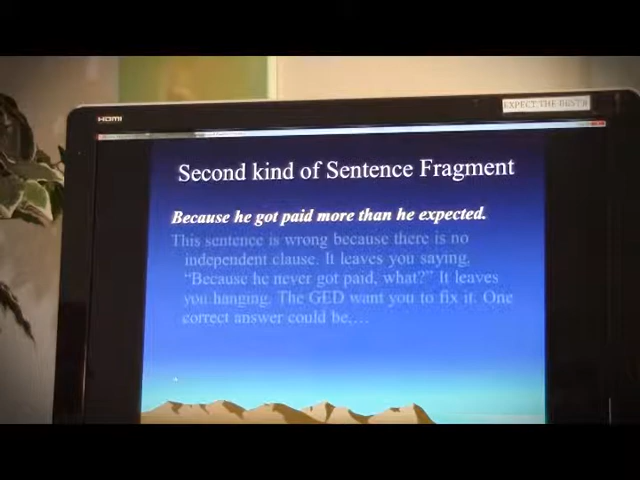 HDMI
EXPECT THE BEST!
Second kind of Sentence Fragment
Because he got paid more than he expected.
This sentence is wrong because there is no
independent clause. It leaves you saying,
“Because he never got paid, what?” It leaves
you hanging. The GED want you to fix it. One
correct answer could be….